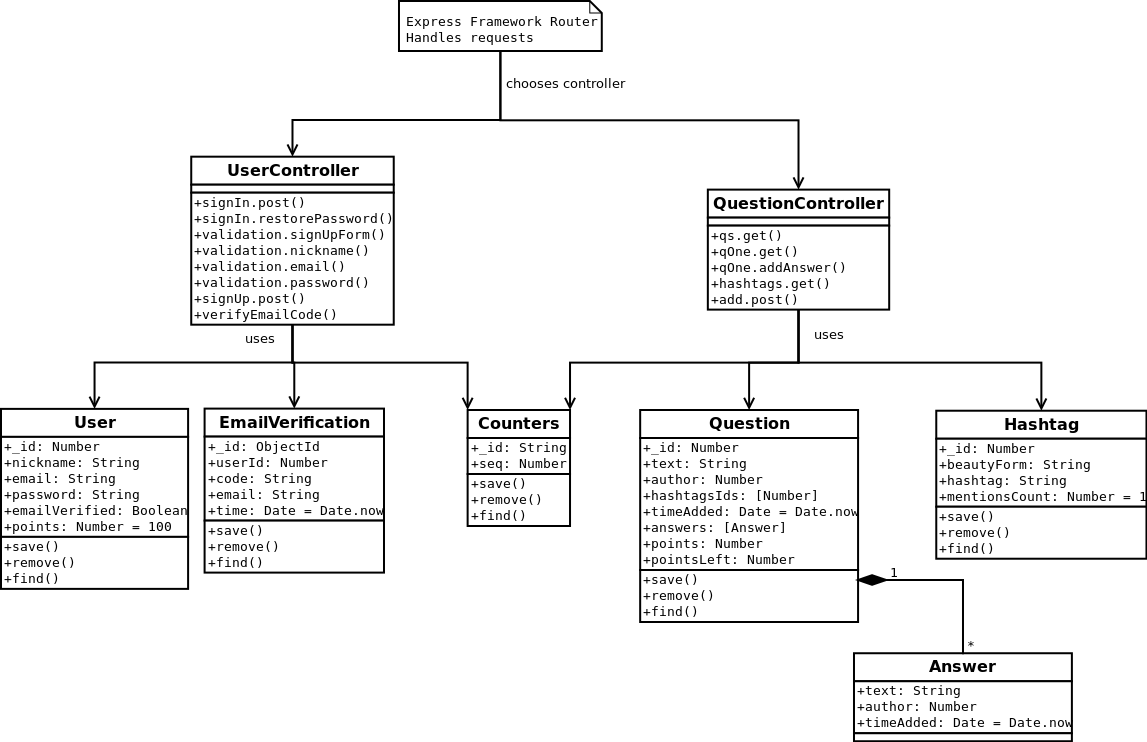 Express Framework Router
Handles requests
chooses controller
UserController
+signIn.post()
+signIn.restorePassword()
+validation.signUpForm()
+validation.nickname()
+validation.email()
+validation.password()
+signUp.post()
+verifyEmailCode()
QuestionController
+qs.get()
+qOne.get()
+qOne.addAnswer()
+hashtags.get()
+add.post()
uses
uses
User
+_id: Number
+nickname: String
+email: String
+password: String
+emailVerified: Boolean
+points: Number = 100
+save()
+remove()
+find()
EmailVerification
+_id: ObjectId
+userId: Number
+code: String
+email: String
+time: Date = Date.now
+save()
+remove()
+find()
Counters
+_id: String
+seq: Number
+save()
+remove()
+find()
Question
+_id: Number
+text: String
+author: Number
+hashtagsIds: [Number]
+timeAdded: Date = Date.now
+answers: [Answer]
+points: Number
+pointsLeft: Number
+save()
+remove()
+find()
Hashtag
+_id: Number
+beautyForm: String
+hashtag: String
+mentionsCount: Number = 1
+save()
+remove()
+find()
1
*
Answer
+text: String
+author: Number
+timeAdded: Date = Date.now